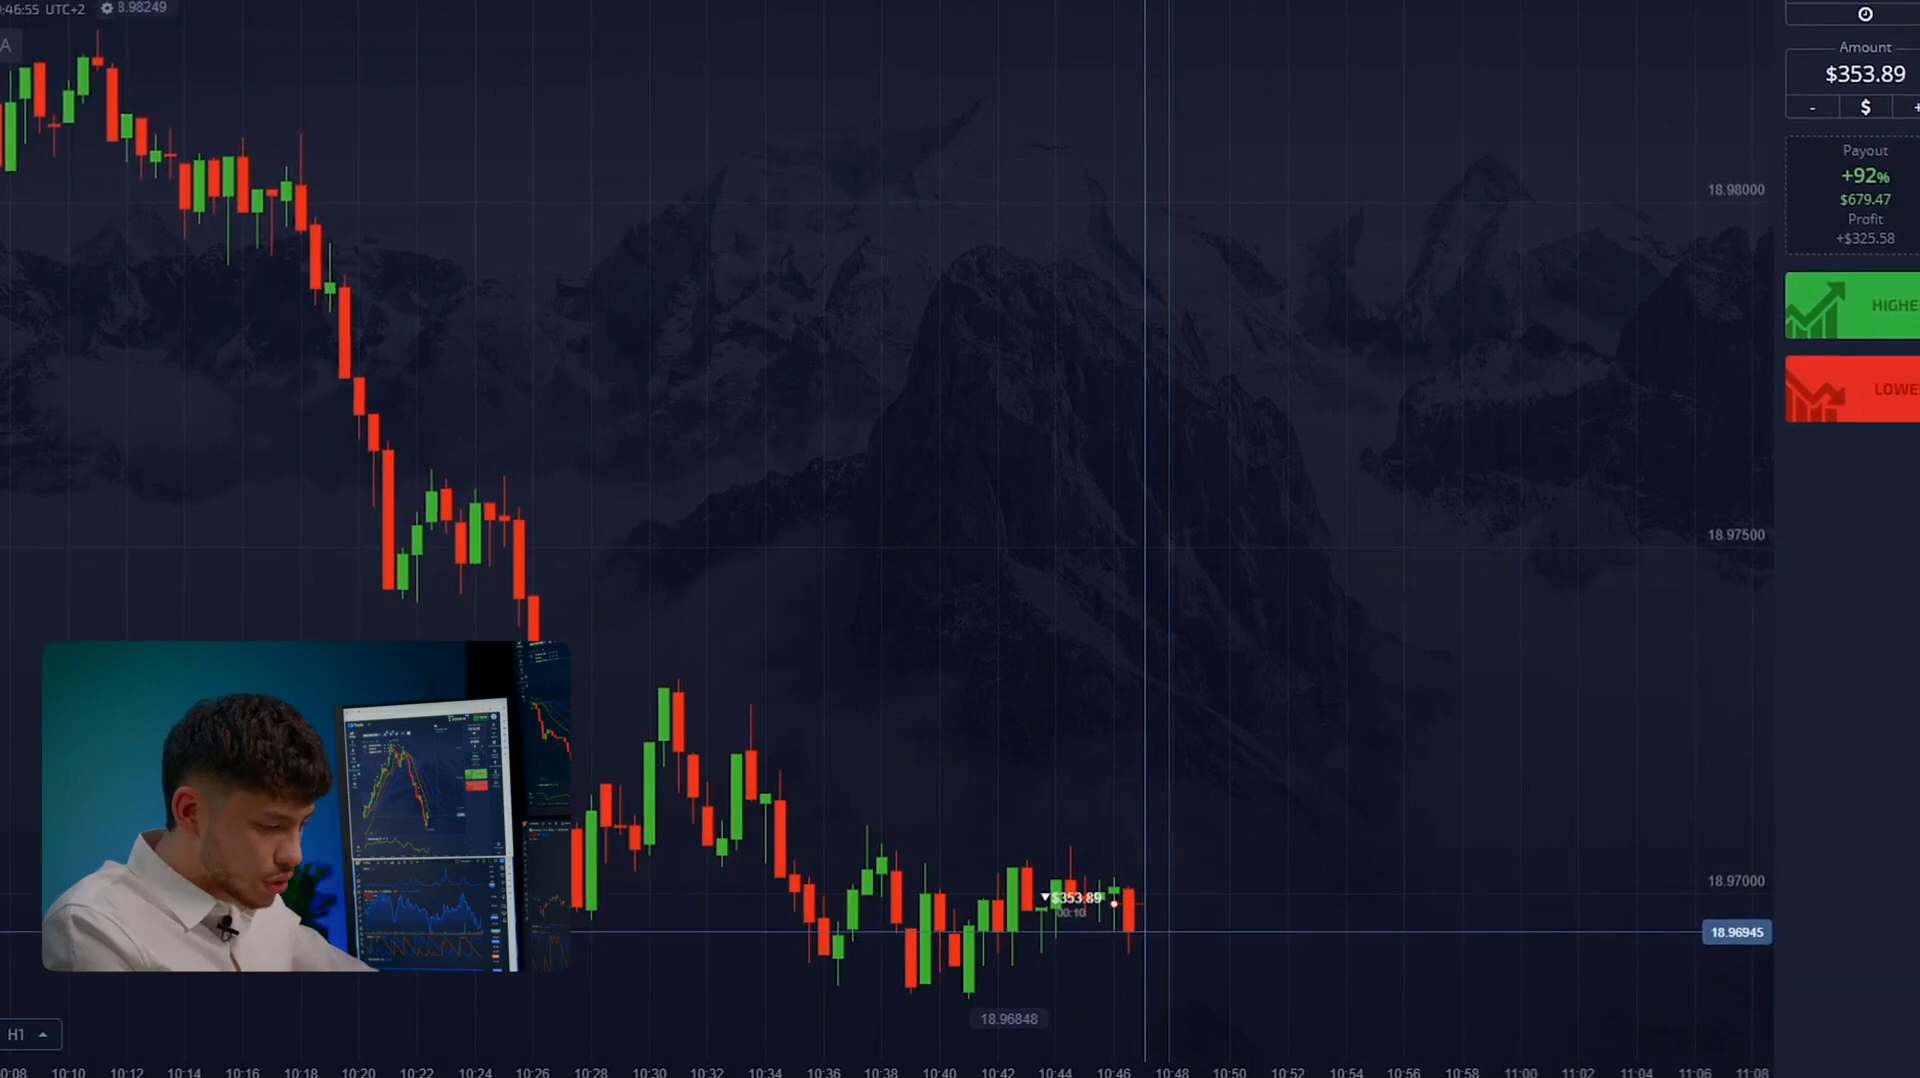 :46:55 UTC+2 8.98249
A
Amount
$353.89
- $ +
Payout
+92%
$679.47
Profit
+$325.58
HIGHE
LOWE
18.98000
18.97500
18.97000
18.96945
$353.89
00:10
18.96848
H1
0:08 10:10 10:12 10:14 10:16 10:18 10:20 10:22 10:24 10:26 10:28 10:30 10:32 10:34 10:36 10:38 10:40 10:42 10:44 10:46 10:48 10:50 10:52 10:54 10:56 10:58 11:00 11:02 11:04 11:06 11:08